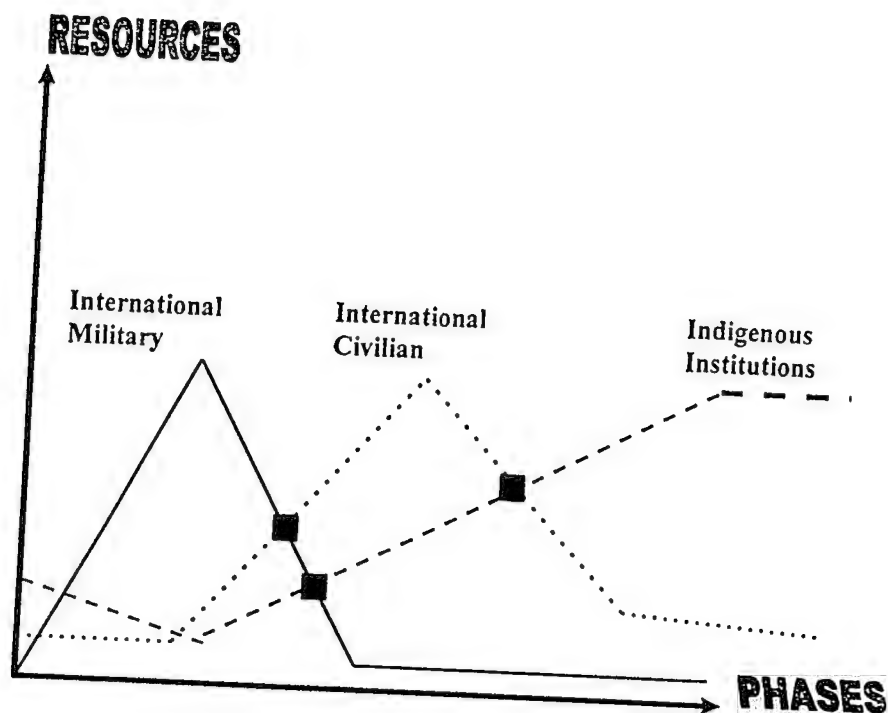 RESOURCES
International
Military
International
Civilian
Indigenous
Institutions
PHASES